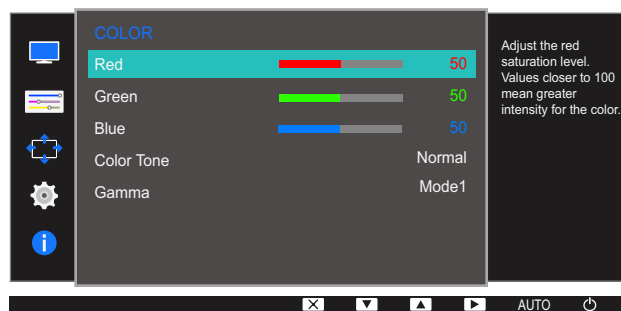 COLOR
Red 50
Green 50
Blue 50
Color Tone Normal
Gamma Mode1
Adjust the red
saturation level.
Values closer to 100
mean greater
intensity for the color.
AUTO